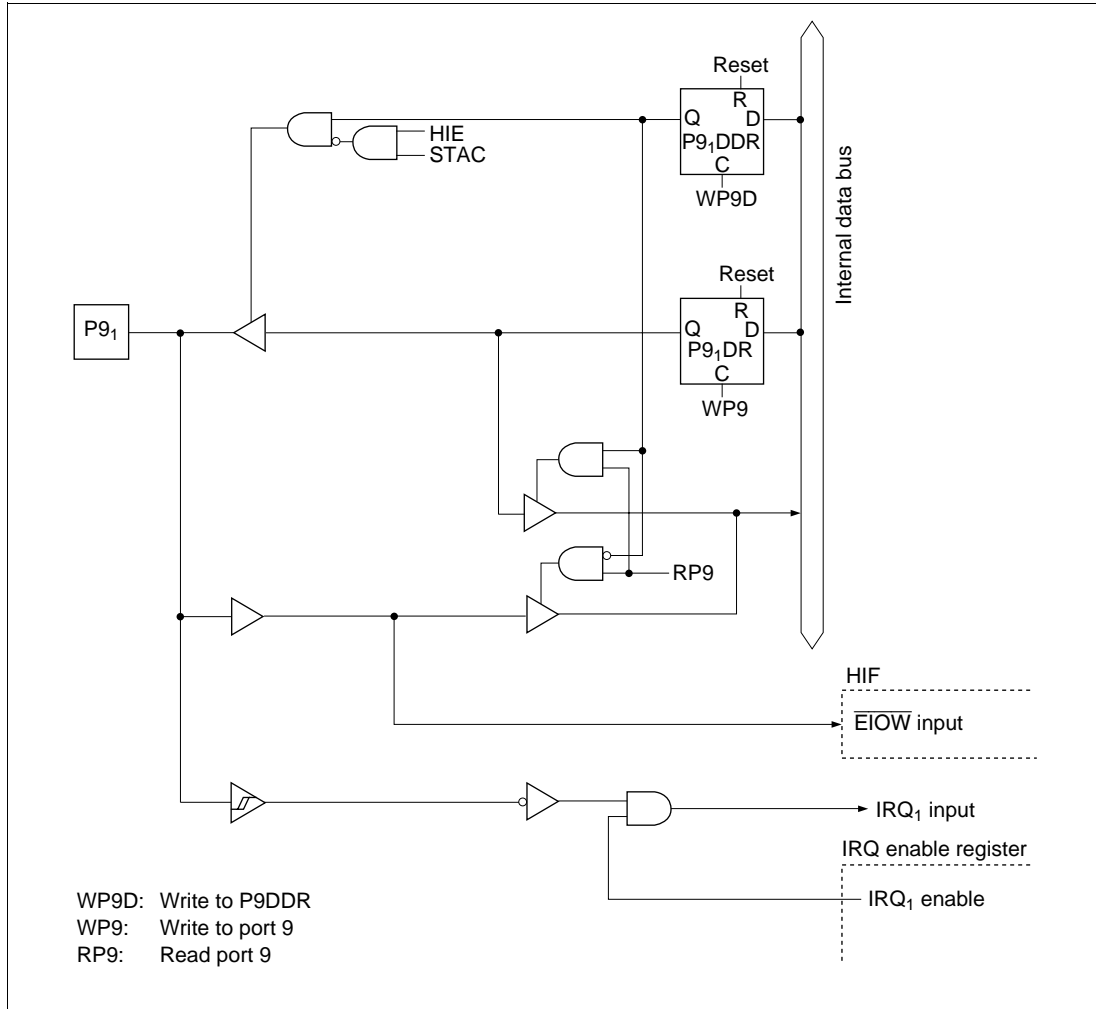 Reset
R
Q D
P9₁DDR
C
WP9D
HIE
STAC
Internal data bus
Reset
R
Q D
P9₁DR
C
WP9
P9₁
RP9
HIF
E̅I̅O̅W̅ input
IRQ₁ input
IRQ enable register
IRQ₁ enable
WP9D: Write to P9DDR
WP9: Write to port 9
RP9: Read port 9